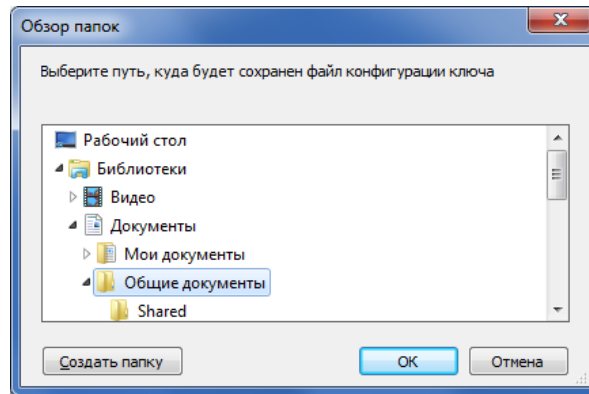 Обзор папок
Выберите путь, куда будет сохранен файл конфигурации ключа
Рабочий стол
Библиотеки
Видео
Документы
Мои документы
Общие документы
Shared
Создать папку
ОК
Отмена